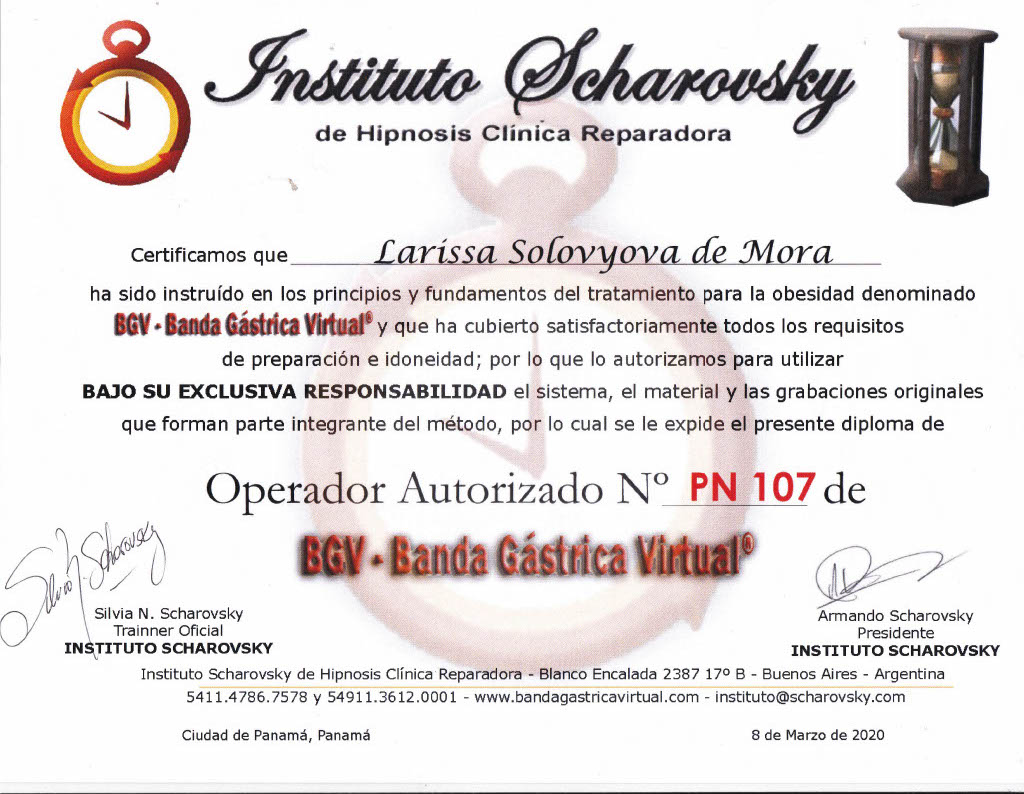 Instituto Scharovsky
de Hipnosis Clínica Reparadora
Certificamos que Larissa Solovyova de Mora
ha sido instruído en los principios y fundamentos del tratamiento para la obesidad denominado
BGV - Banda Gástrica Virtual® y que ha cubierto satisfactoriamente todos los requisitos
de preparación e idoneidad; por lo que lo autorizamos para utilizar
BAJO SU EXCLUSIVA RESPONSABILIDAD el sistema, el material y las grabaciones originales
que forman parte integrante del método, por lo cual se le expide el presente diploma de
Operador Autorizado Nº PN 107 de
BGV - Banda Gástrica Virtual®
Silvia N. Scharovsky
Silvia N. Scharovsky
Trainner Oficial
INSTITUTO SCHAROVSKY
Armando Scharovsky
Presidente
INSTITUTO SCHAROVSKY
Instituto Scharovsky de Hipnosis Clínica Reparadora - Blanco Encalada 2387 17º B - Buenos Aires - Argentina
5411.4786.7578 y 54911.3612.0001 - www.bandagastricavirtual.com - instituto@scharovsky.com
Ciudad de Panamá, Panamá
8 de Marzo de 2020